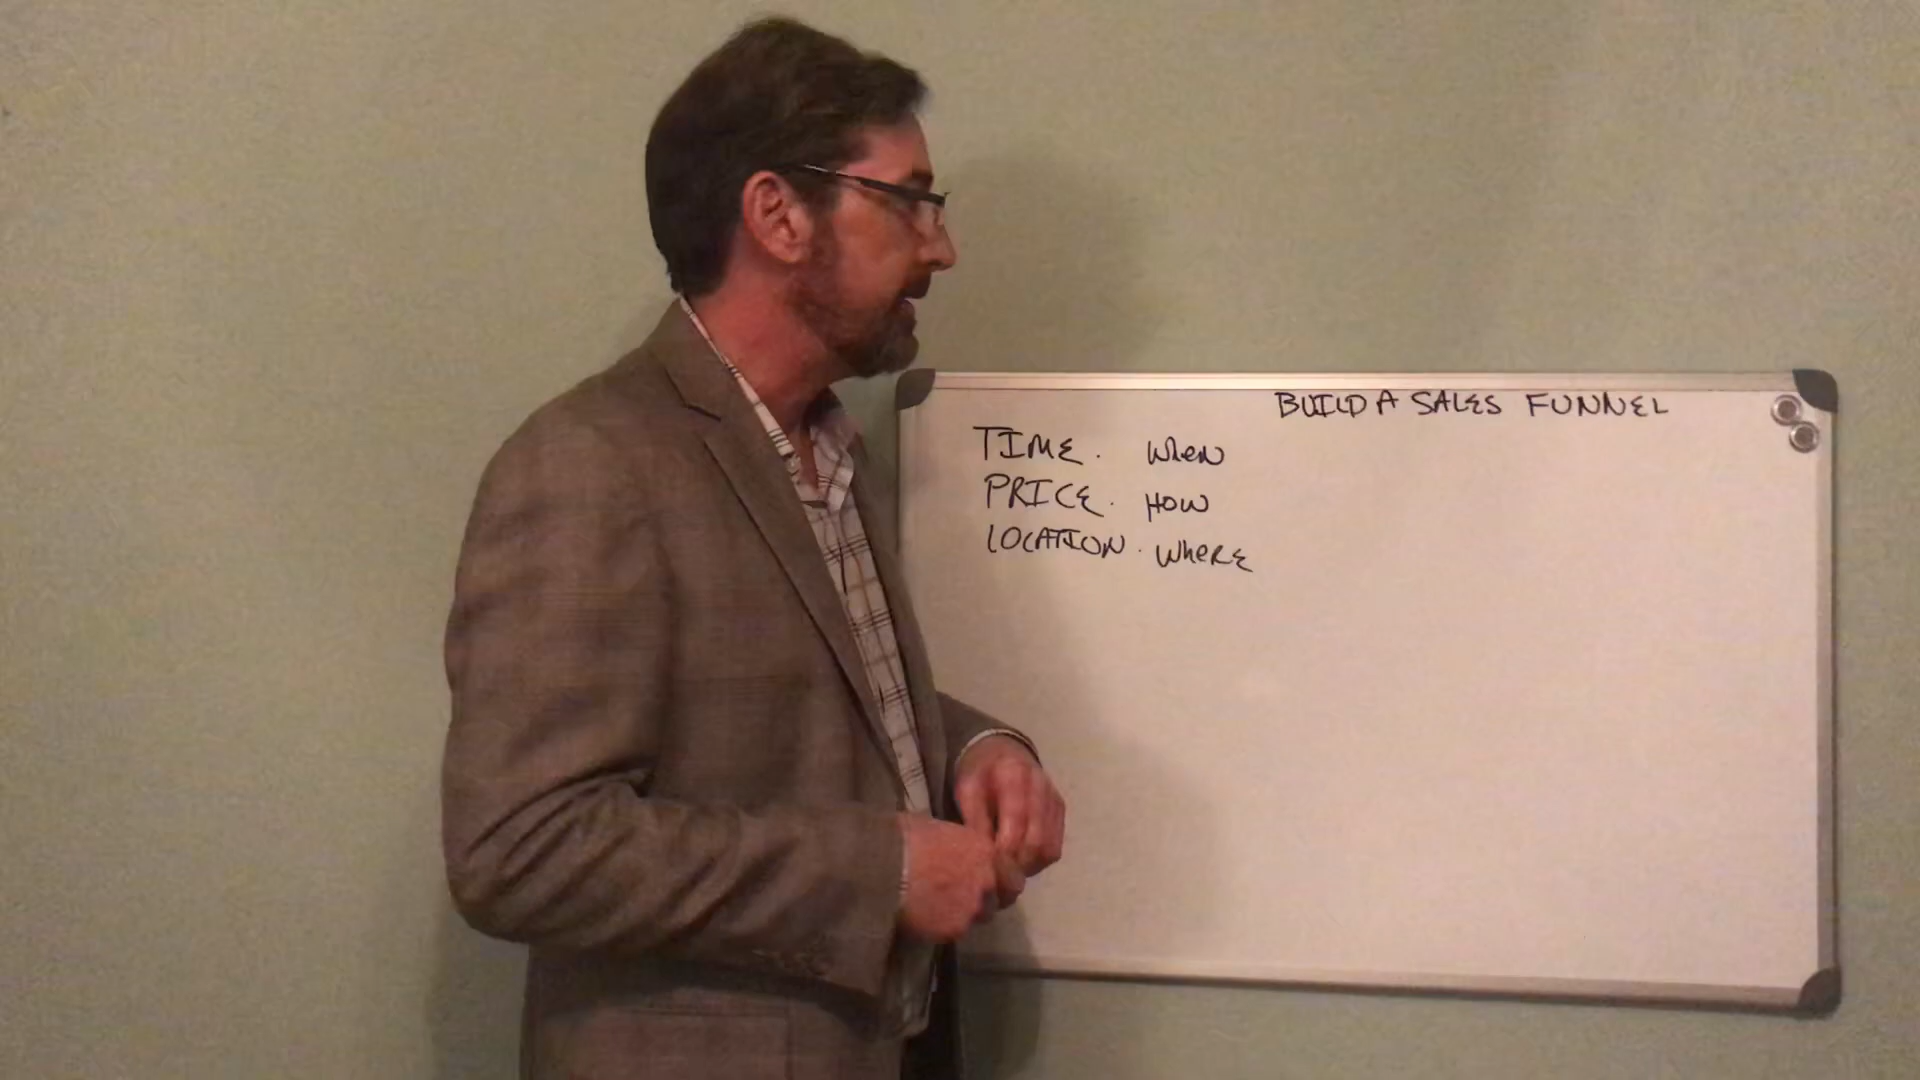 BUILD A SALES FUNNEL
TIME. WHEN
PRICE. HOW
LOCATION. WHERE